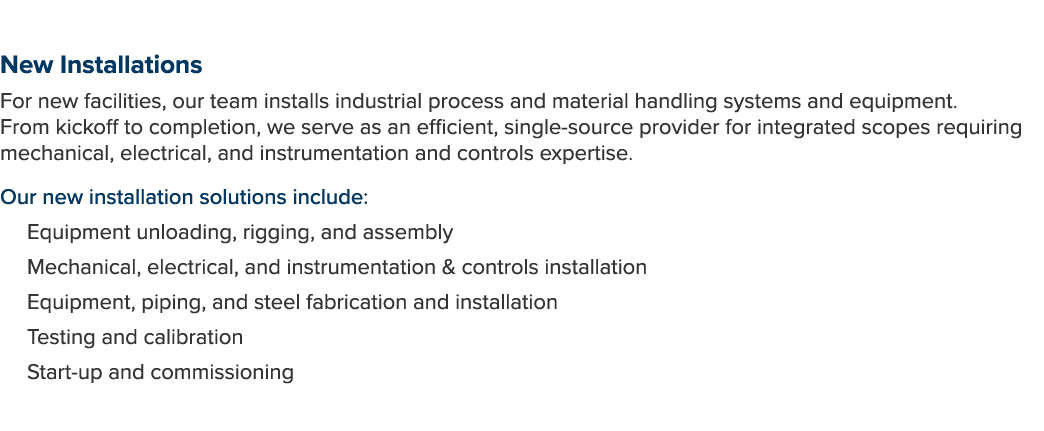 New Installations
For new facilities, our team installs industrial process and material handling systems and equipment.
From kickoff to completion, we serve as an efficient, single-source provider for integrated scopes requiring
mechanical, electrical, and instrumentation and controls expertise.
Our new installation solutions include:
Equipment unloading, rigging, and assembly
Mechanical, electrical, and instrumentation & controls installation
Equipment, piping, and steel fabrication and installation
Testing and calibration
Start-up and commissioning